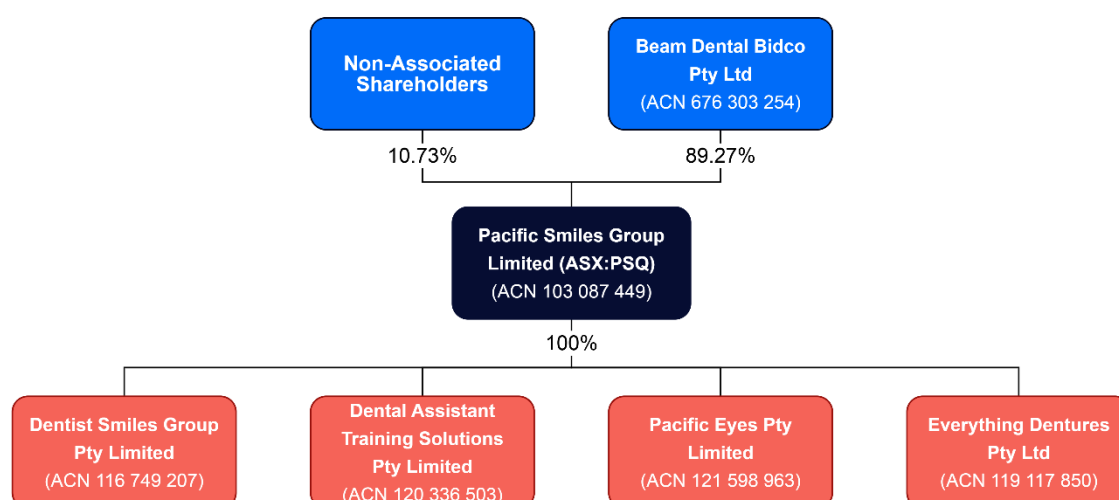 Non-Associated
Shareholders
Beam Dental Bidco
Pty Ltd
(ACN 676 303 254)
10.73%
89.27%
Pacific Smiles Group
Limited (ASX:PSQ)
(ACN 103 087 449)
100%
Dentist Smiles Group
Pty Limited
(ACN 116 749 207)
Dental Assistant
Training Solutions
Pty Limited
(ACN 120 336 503)
Pacific Eyes Pty
Limited
(ACN 121 598 963)
Everything Dentures
Pty Ltd
(ACN 119 117 850)